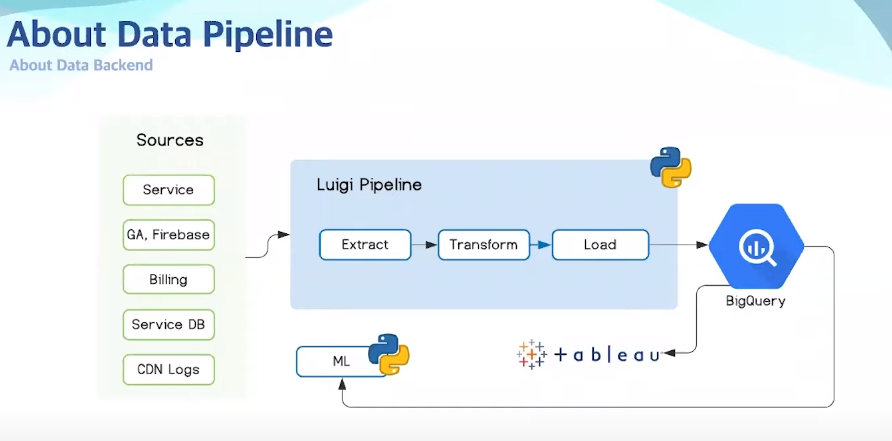 About Data Pipeline
About Data Backend
Sources
Service
GA, Firebase
Billing
Service DB
CDN Logs
Luigi Pipeline
Extract
Transform
Load
BigQuery
ML
+ableau